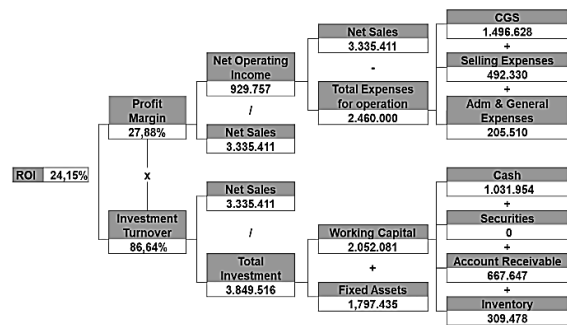 CGS
1.496.628
+
Selling Expenses
492.330
+
Adm & General
Expenses
205.510
Net Sales
3.335.411
-
Total Expenses
for operation
2.460.000
Net Operating
Income
929.757
/
Net Sales
3.335.411
Profit
Margin
27,88%
x
ROI 24,15%
Investment
Turnover
86,64%
Net Sales
3.335.411
/
Total
Investment
3.849.516
Working Capital
2.052.081
+
Fixed Assets
1,797.435
Cash
1.031.954
+
Securities
0
+
Account Receivable
667.647
+
Inventory
309.478